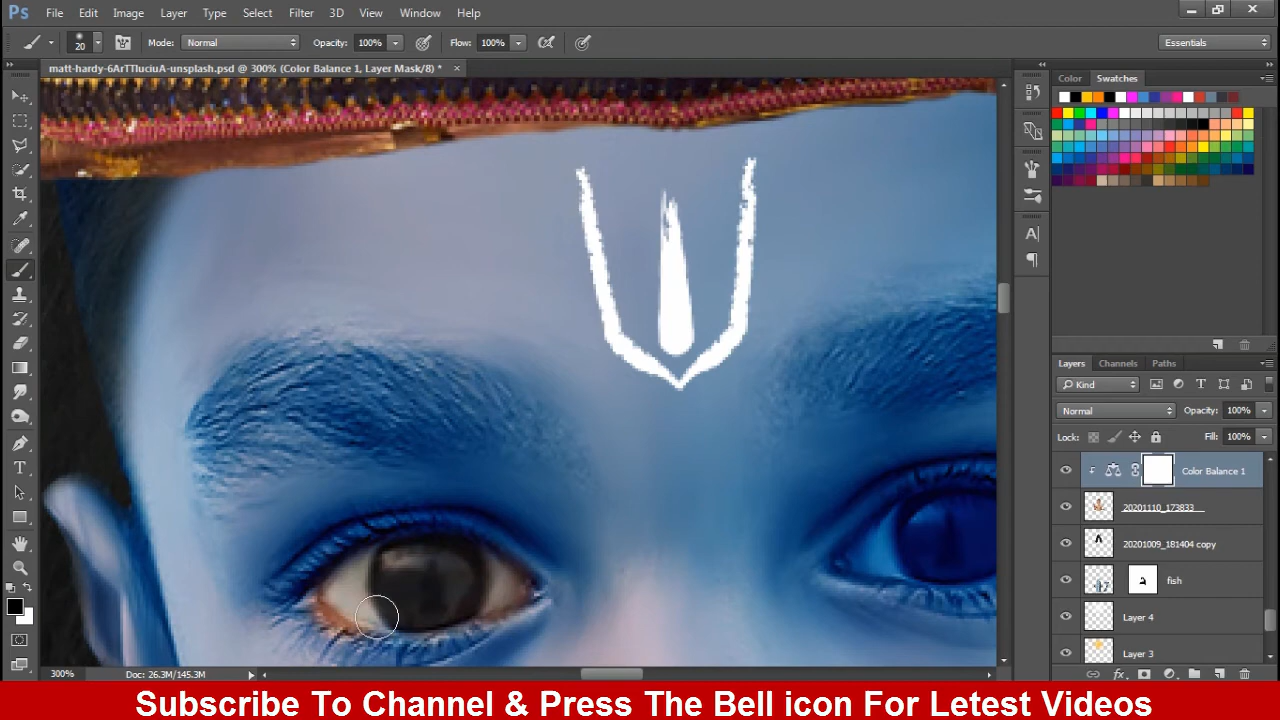 Ps File Edit Image Layer Type Select Filter 3D View Window Help
20 Mode: Normal Opacity: 100% Flow: 100% Essentials
matt-hardy-6ArTTluciuA-unsplash.psd @ 300% (Color Balance 1, Layer Mask/8) *
Color Swatches
Layers Channels Paths
Kind
Normal Opacity: 100%
Lock: Fill: 100%
Color Balance 1
20201110_173833
20201009_181404 copy
fish
Layer 4
Layer 3
300% Doc: 26.3M/145.3M
Subscribe To Channel & Press The Bell icon For Letest Videos